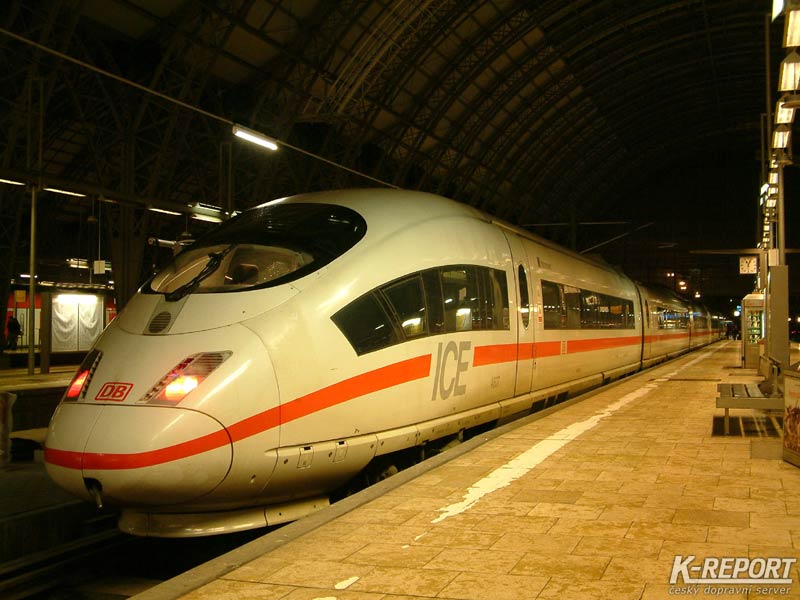 ICE
DB
K-REPORT
český dopravní server